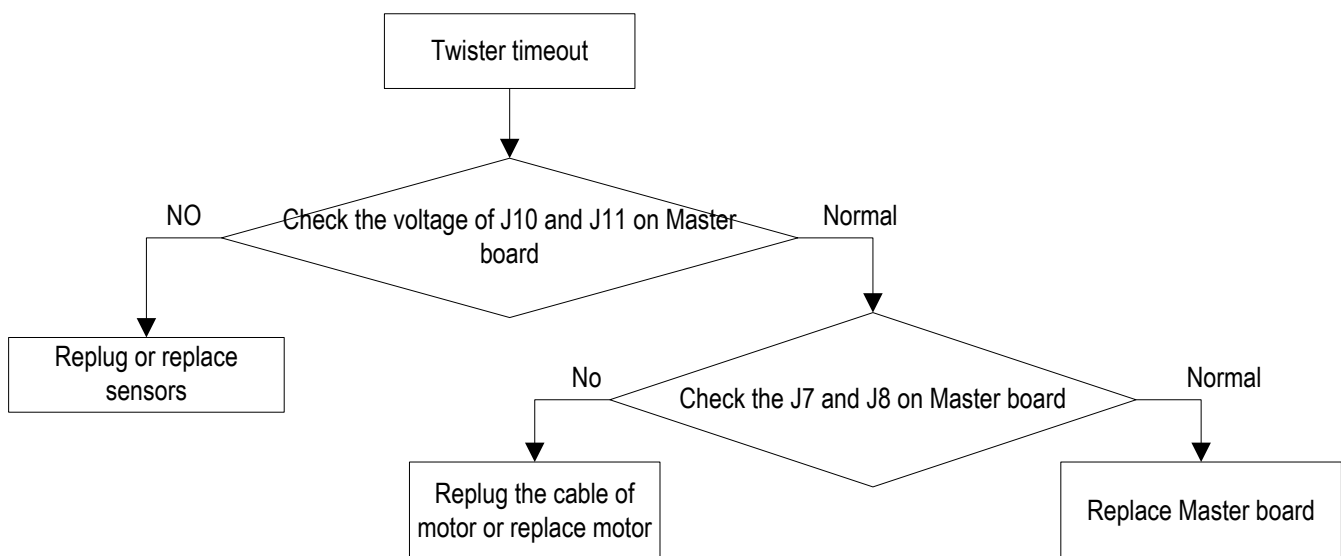 Twister timeout
NO
Check the voltage of J10 and J11 on Master
board
Normal
Replug or replace
sensors
No
Check the J7 and J8 on Master board
Normal
Replug the cable of
motor or replace motor
Replace Master board